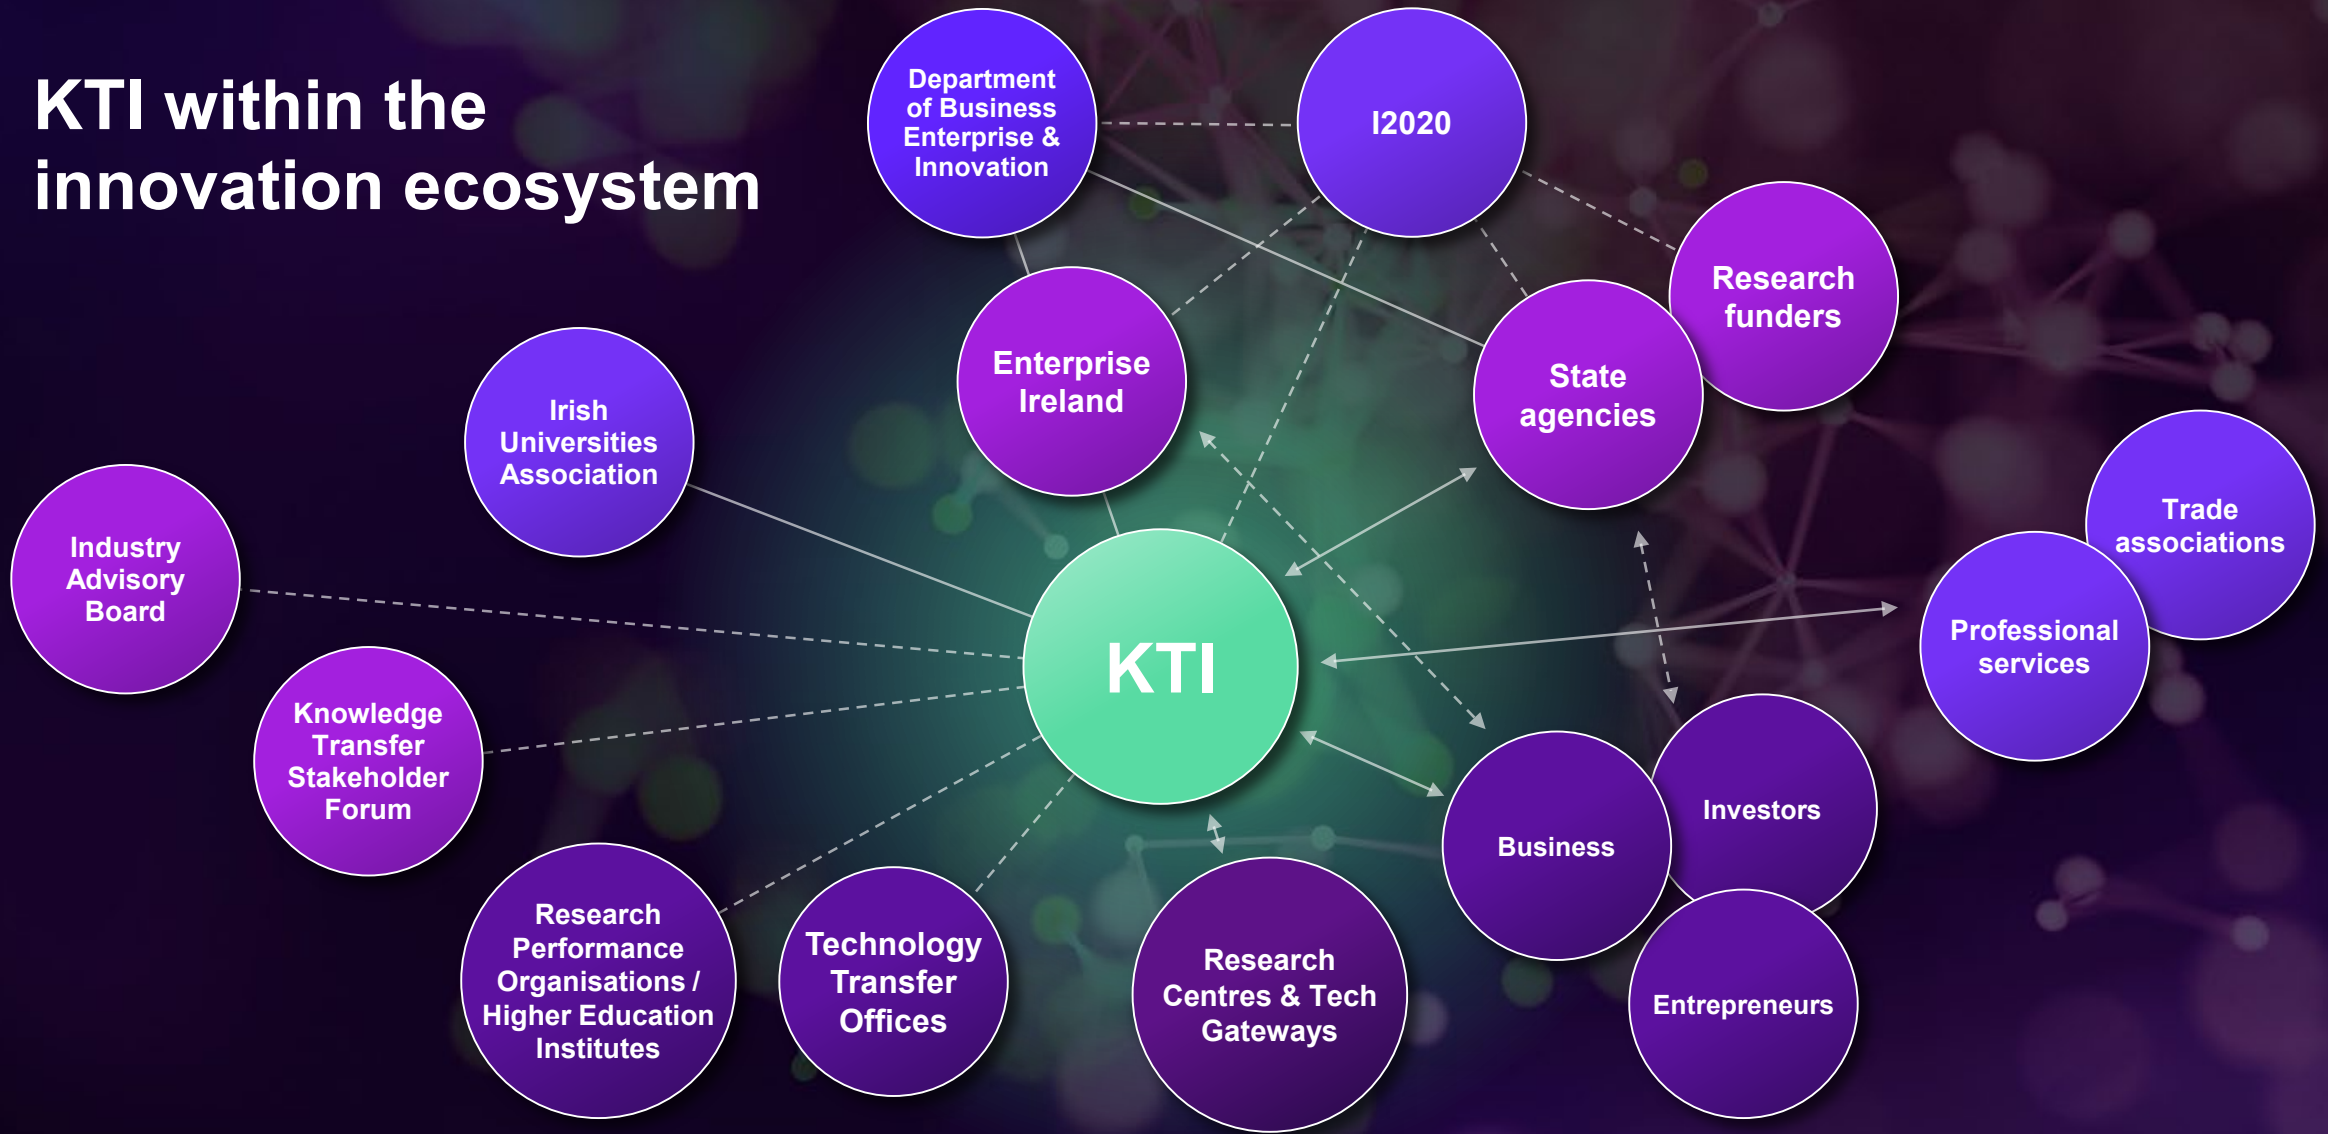 KTI within the
innovation ecosystem
Department
of Business
Enterprise &
Innovation
I2020
Research
funders
Enterprise
Ireland
State
agencies
Irish
Universities
Association
Trade
associations
Industry
Advisory
Board
Professional
services
KTI
Knowledge
Transfer
Stakeholder
Forum
Investors
Business
Research
Performance
Organisations /
Higher Education
Institutes
Technology
Transfer
Offices
Research
Centres & Tech
Gateways
Entrepreneurs